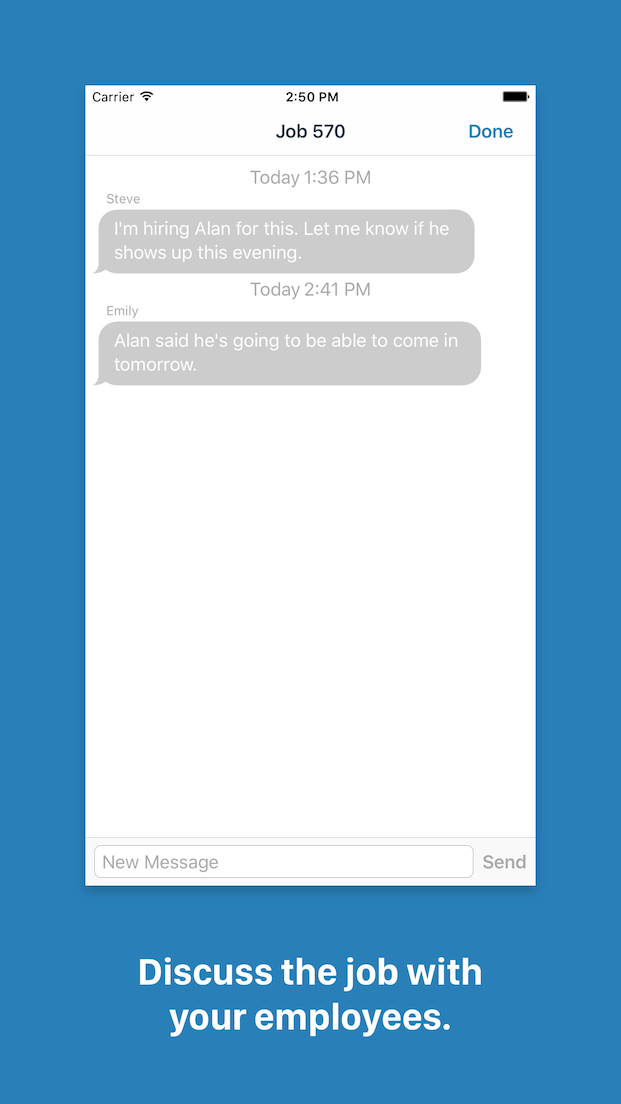 Carrier 2:50 PM
Job 570 Done
Today 1:36 PM
Steve
I'm hiring Alan for this. Let me know if he
shows up this evening.
Today 2:41 PM
Emily
Alan said he's going to be able to come in
tomorrow.
New Message Send
Discuss the job with
your employees.